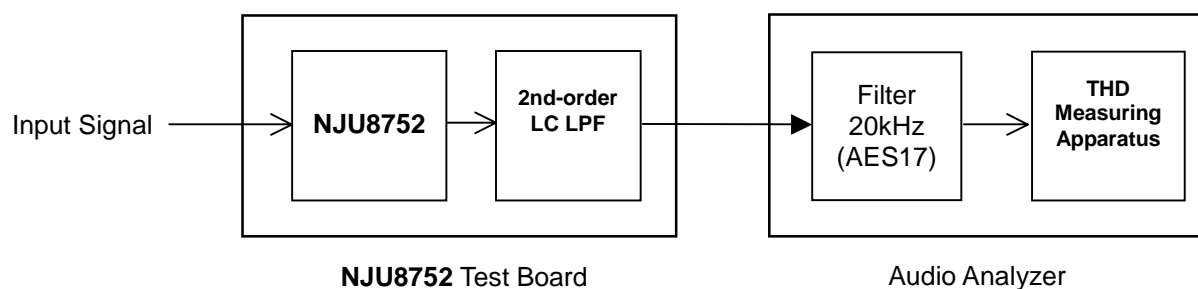 Input Signal
NJU8752
2nd-order
LC LPF
Filter
20kHz
(AES17)
THD
Measuring
Apparatus
NJU8752 Test Board
Audio Analyzer